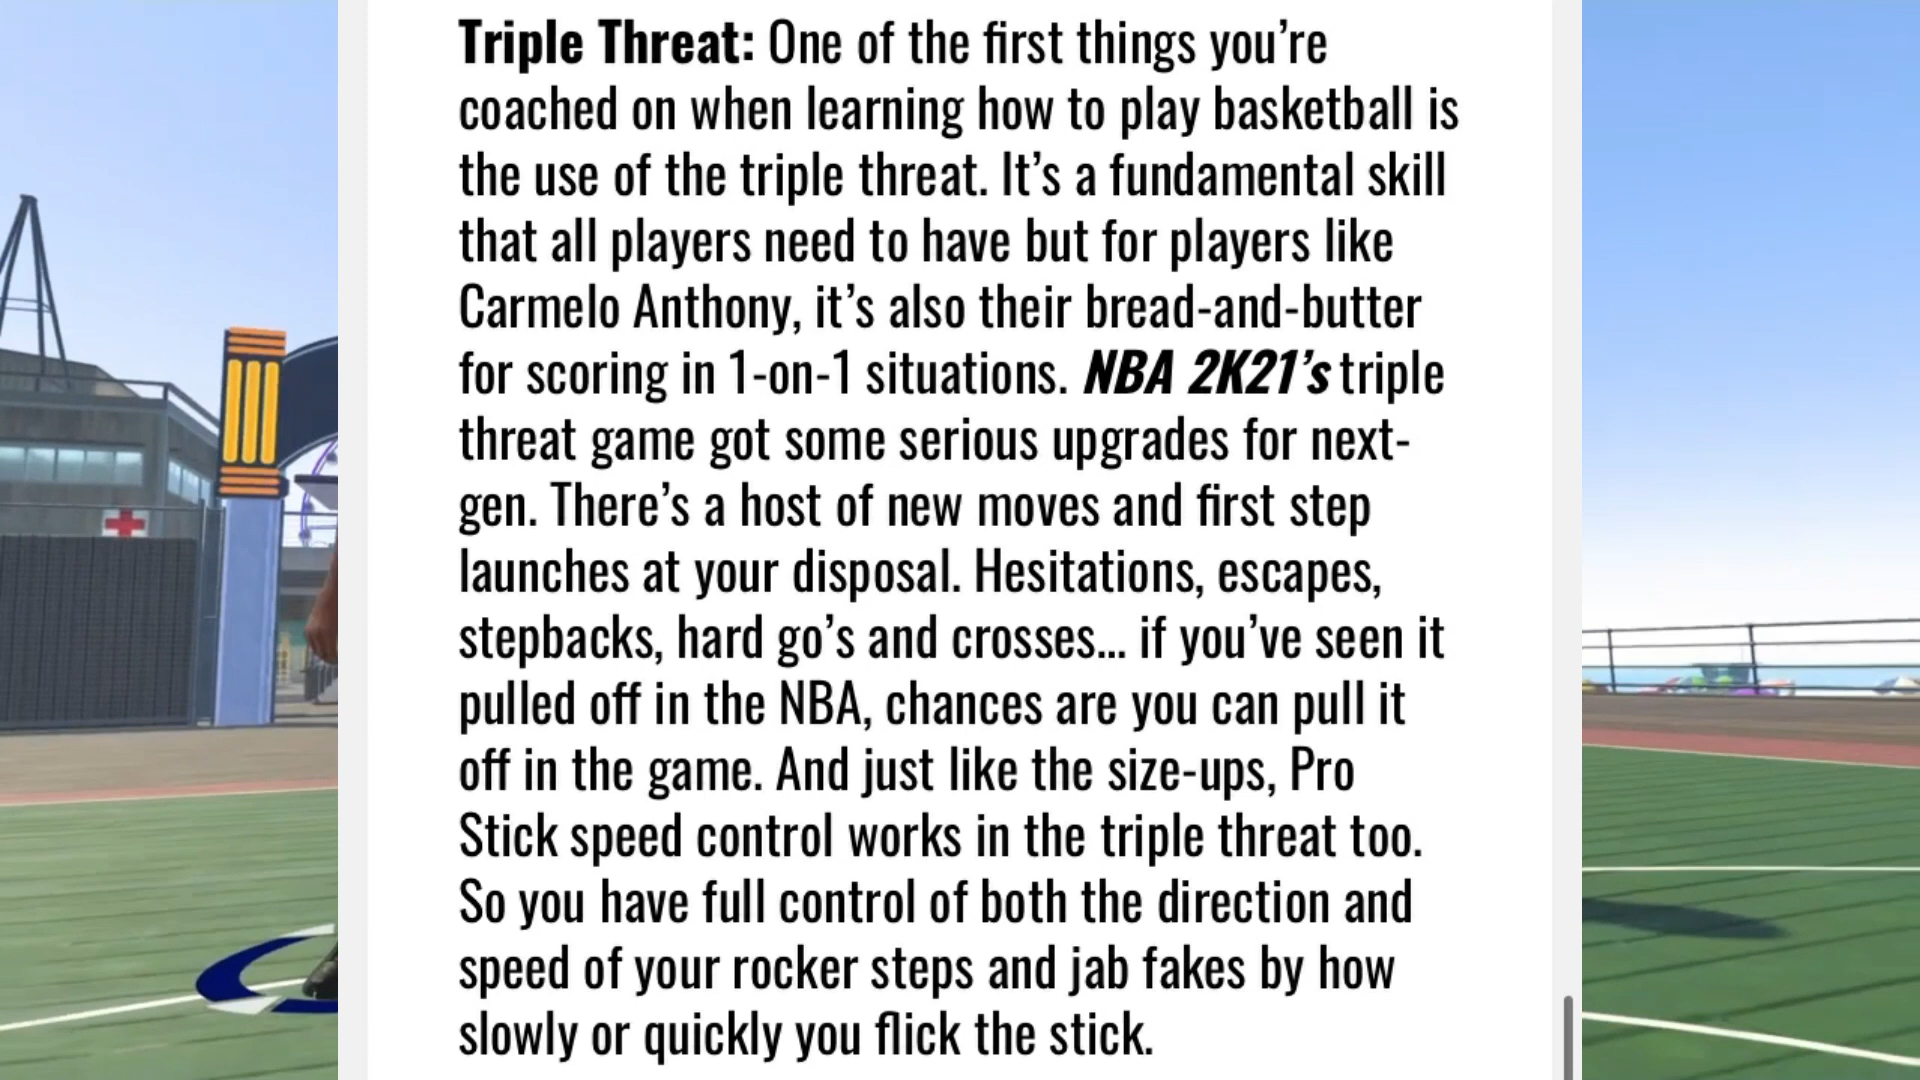 Triple Threat: One of the first things you’re
coached on when learning how to play basketball is
the use of the triple threat. It’s a fundamental skill
that all players need to have but for players like
Carmelo Anthony, it’s also their bread-and-butter
for scoring in 1-on-1 situations. NBA 2K21’s triple
threat game got some serious upgrades for next-
gen. There’s a host of new moves and first step
launches at your disposal. Hesitations, escapes,
stepbacks, hard go’s and crosses... if you’ve seen it
pulled off in the NBA, chances are you can pull it
off in the game. And just like the size-ups, Pro
Stick speed control works in the triple threat too.
So you have full control of both the direction and
speed of your rocker steps and jab fakes by how
slowly or quickly you flick the stick.